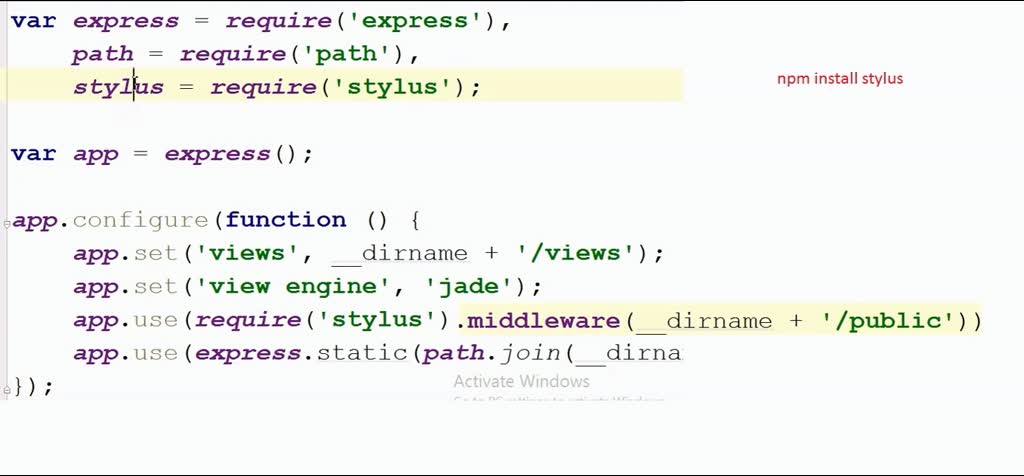 var express = require('express'),
path = require('path'),
stylus = require('stylus');
npm install stylus
var app = express();
app.configure(function () {
app.set('views', __dirname + '/views');
app.set('view engine', 'jade');
app.use(require('stylus').middleware(__dirname + '/public'))
app.use(express.static(path.join(__dirna
});
Activate Windows